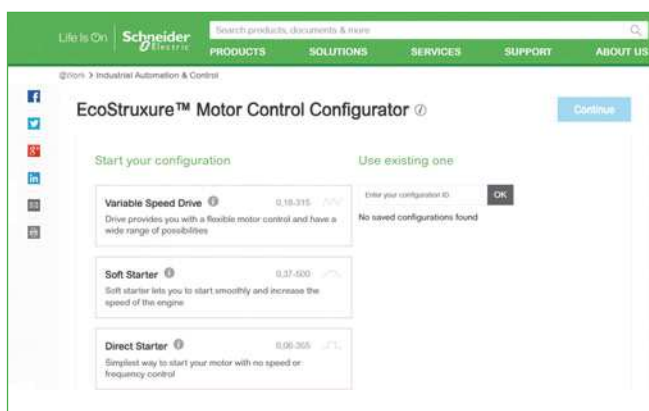 Life Is On | Schneider Electric
Search products, documents & more
PRODUCTS SOLUTIONS SERVICES SUPPORT ABOUT US
> Industrial Automation & Control
EcoStruxure™ Motor Control Configurator
Continue
Start your configuration
Use existing one
Variable Speed Drive 0,18-315
Drive provides you with a flexible motor control and have a
wide range of possibilities
Enter your configuration ID OK
No saved configurations found
Soft Starter 0,37-500
Soft starter lets you to start smoothly and increase the
speed of the engine
Direct Starter 0,06-355
Simplest way to start your motor with no speed or
frequency control